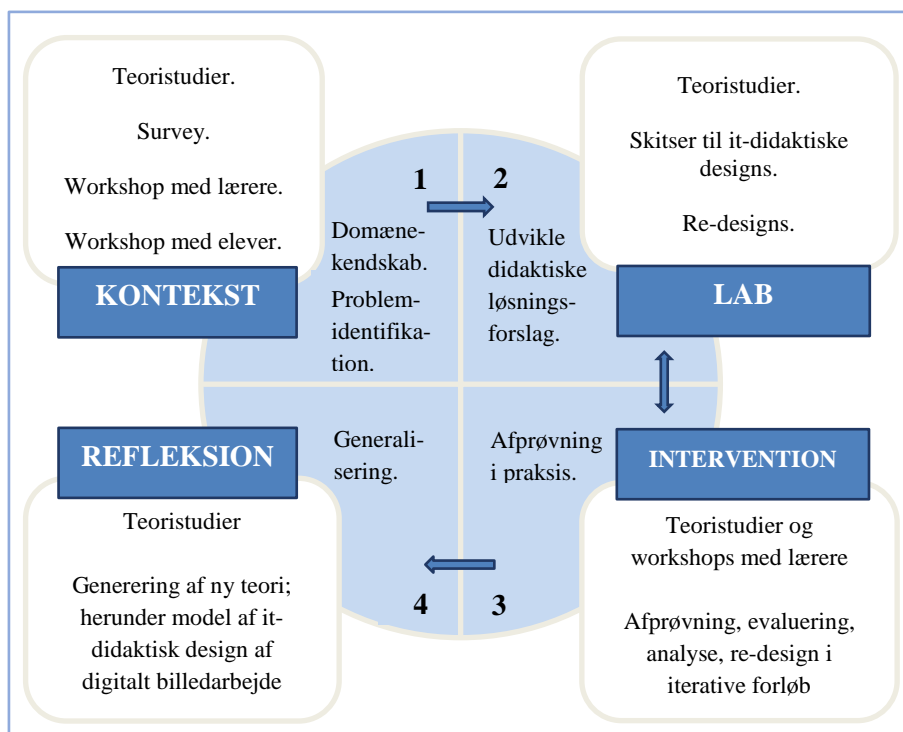 Teoristudier.
Survey.
Workshop med lærere.
Workshop med elever.
KONTEKST
1
Domæne-
kendskab.
Problem-
identifika-
tion.
2
Udvikle
didaktiske
løsnings-
forslag.
Teoristudier.
Skitser til it-didaktiske
designs.
Re-designs.
LAB
INTERVENTION
Teoristudier og
workshops med lærere
Afprøvning, evaluering,
analyse, re-design i
iterative forløb
Afprøvning
i praksis.
3
Generali-
sering.
4
REFLEKSION
Teoristudier
Generering af ny teori;
herunder model af it-
didaktisk design af
digitalt billedarbejde